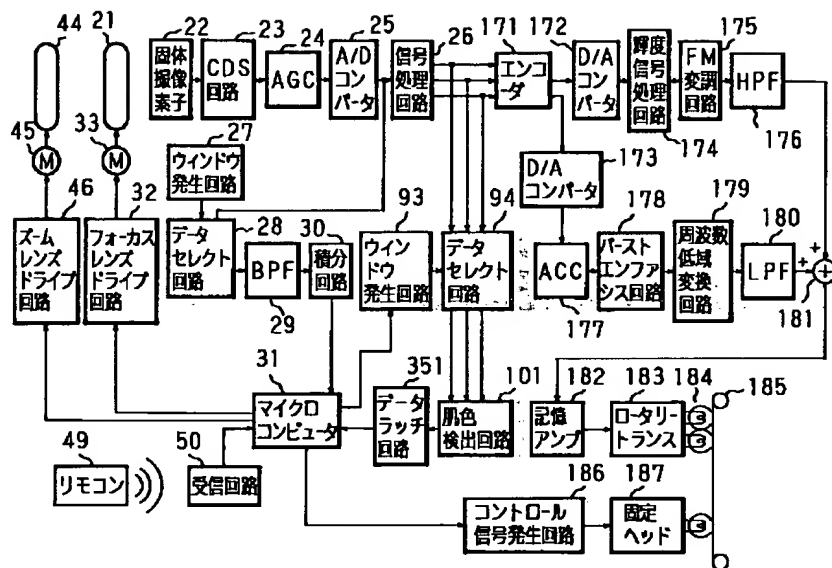 44
21
22
固体
撮像
素子
23
CDS
回路
24
AGC
25
A/D
コンバータ
信号
処理
回路
26
171
エンコ
ーダ
172
D/A
コンバータ
輝度
信号
処理
回路
174
FM
変調
回路
175
HPF
176
45
M
33
M
27
ウィンドウ
発生回路
173
D/A
コンバータ
46
ズーム
レンズ
ドライブ
回路
32
フォーカス
レンズ
ドライブ
回路
28
データ
セレクト
回路
BPF
29
30
積分
回路
93
ウィン
ドウ
発生回路
94
データ
セレクト
回路
ACC
177
178
バースト
エンファ
シス回路
179
周波数
低域
変換
回路
180
LPF
+
+
181
31
マイクロ
コンピュータ
351
データ
ラッチ
回路
101
肌色
検出回路
182
記憶
アンプ
183
ロータリー
トランス
184
185
49
リモコン
50
受信回路
186
コントロール
信号発生回路
187
固定
ヘッド